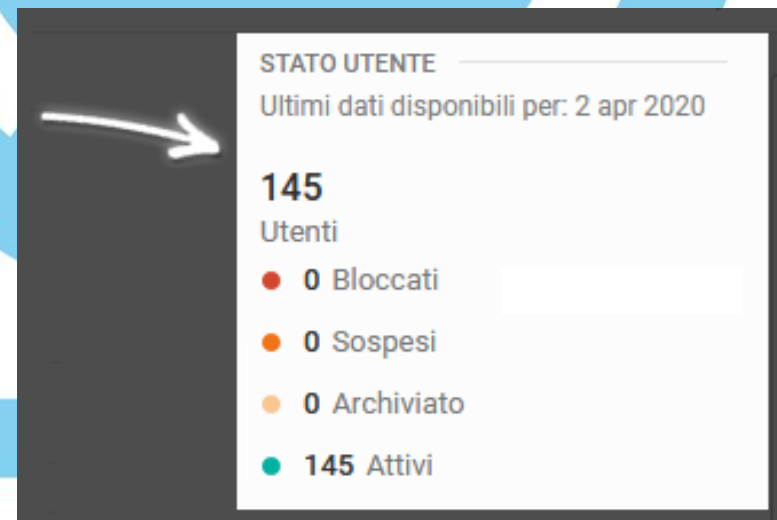 STATO UTENTE
Ultimi dati disponibili per: 2 apr 2020
145
Utenti
0 Bloccati
0 Sospesi
0 Archiviato
145 Attivi